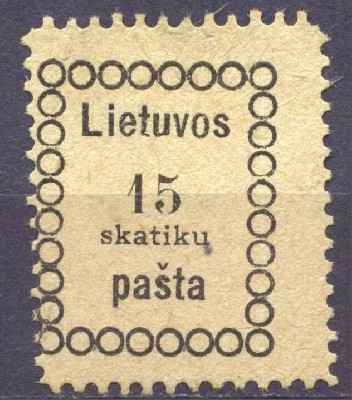 Lietuvos
15
skatiku
pašta